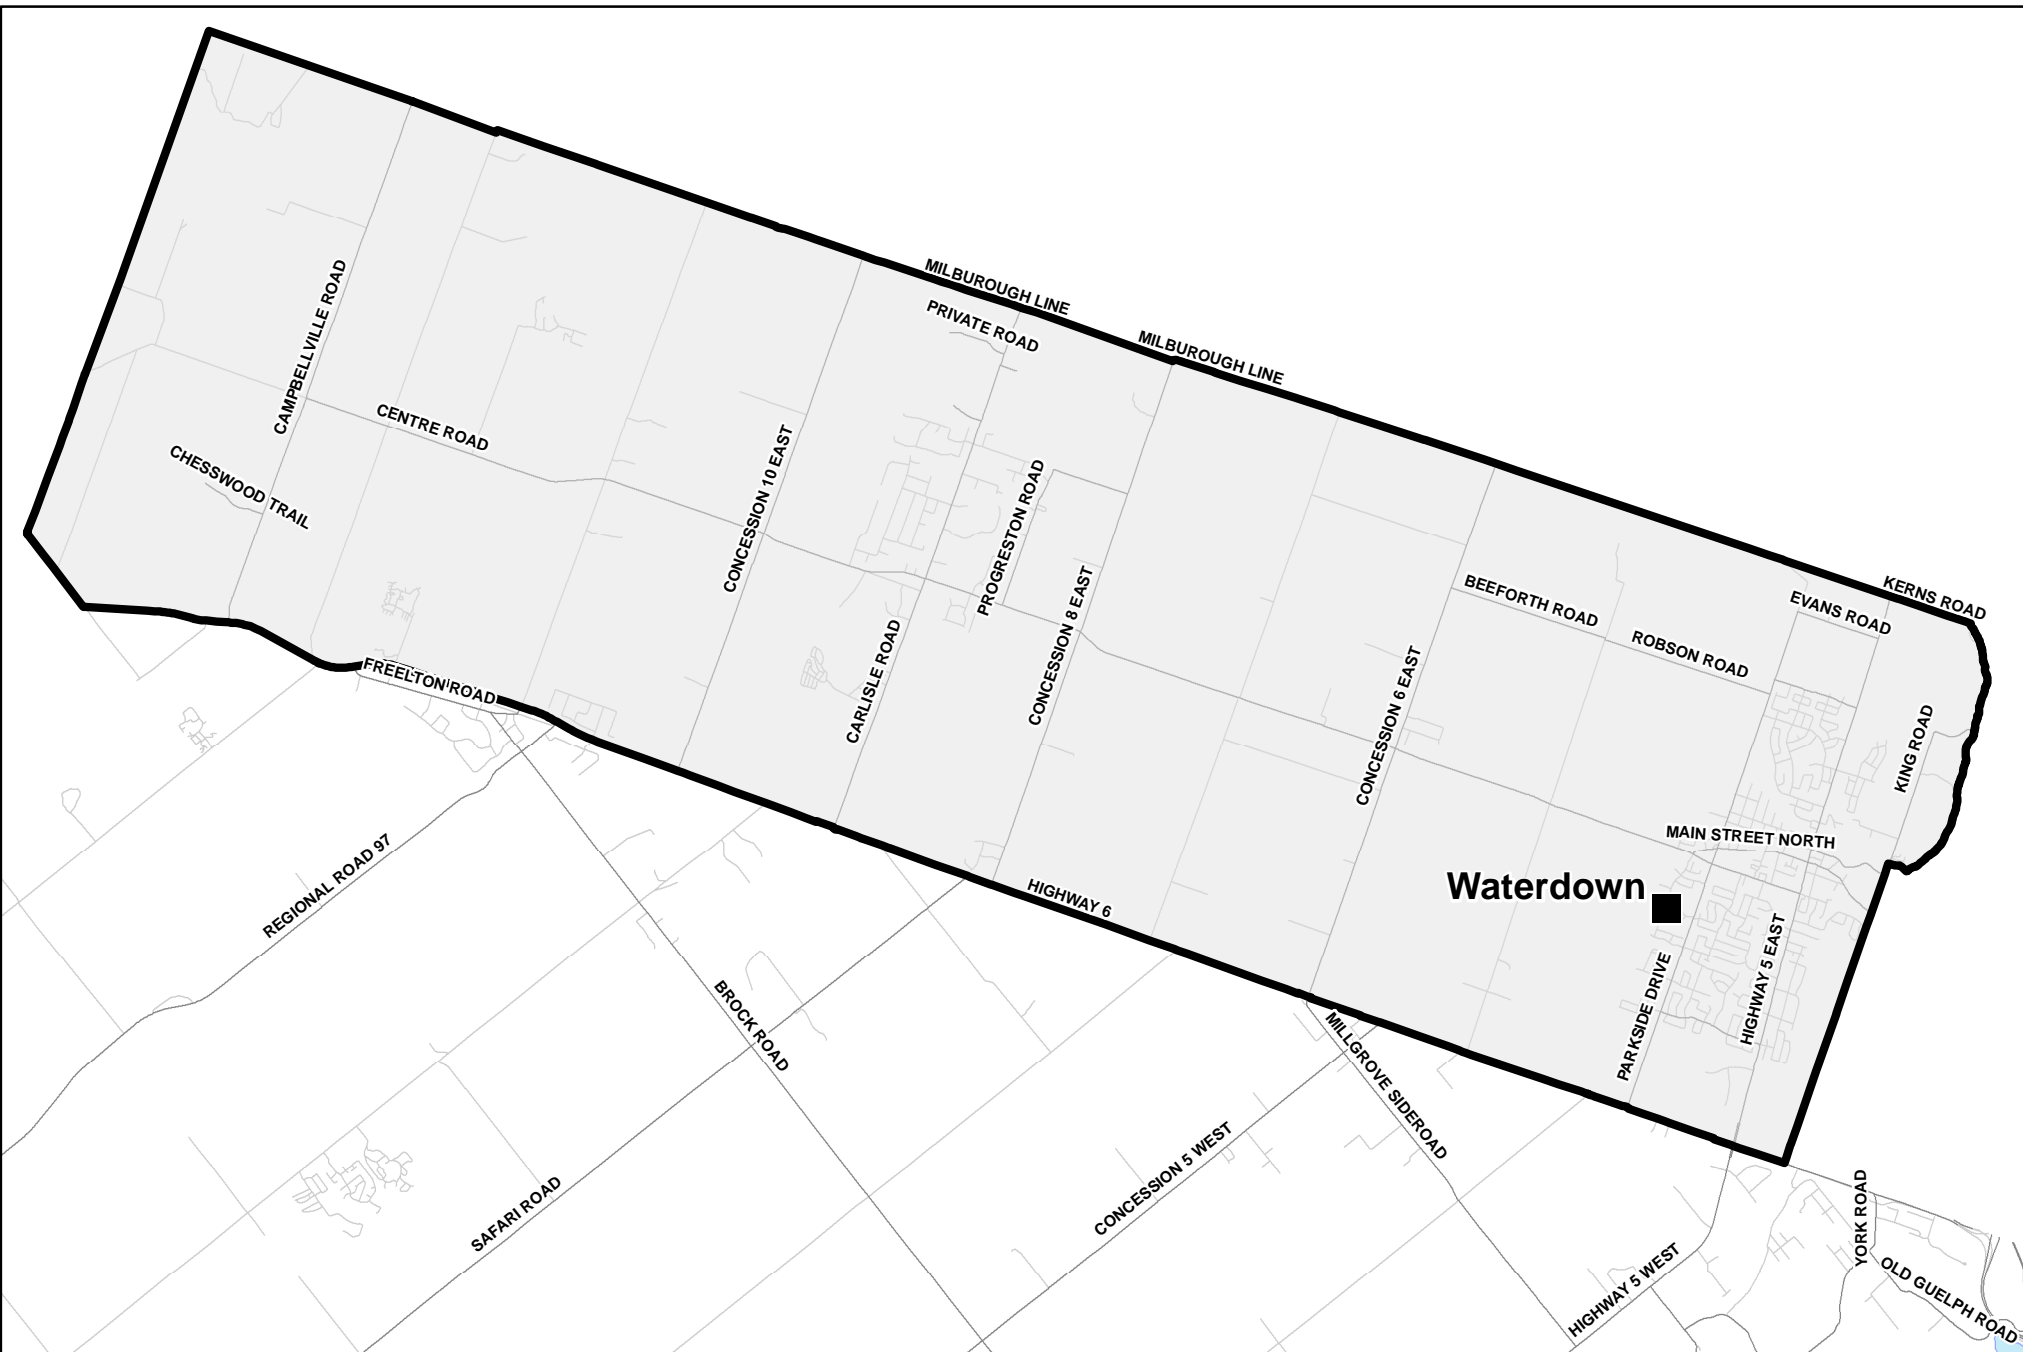 MILBUROUGH LINE
PRIVATE ROAD
MILBUROUGH LINE
CAMPBELLVILLE ROAD
CENTRE ROAD
CHESSWOOD TRAIL
CONCESSION 10 EAST
PROGRESTON ROAD
CONCESSION 8 EAST
KERNS ROAD
BEEFORTH ROAD
EVANS ROAD
ROBSON ROAD
CARLISLE ROAD
CONCESSION 6 EAST
FREELTON ROAD
KING ROAD
MAIN STREET NORTH
Waterdown
REGIONAL ROAD 97
HIGHWAY 6
HIGHWAY 5 EAST
PARKSIDE DRIVE
BROCK ROAD
MILLGROVE SIDEROAD
CONCESSION 5 WEST
SAFARI ROAD
YORK ROAD
HIGHWAY 5 WEST
OLD GUELPH ROAD